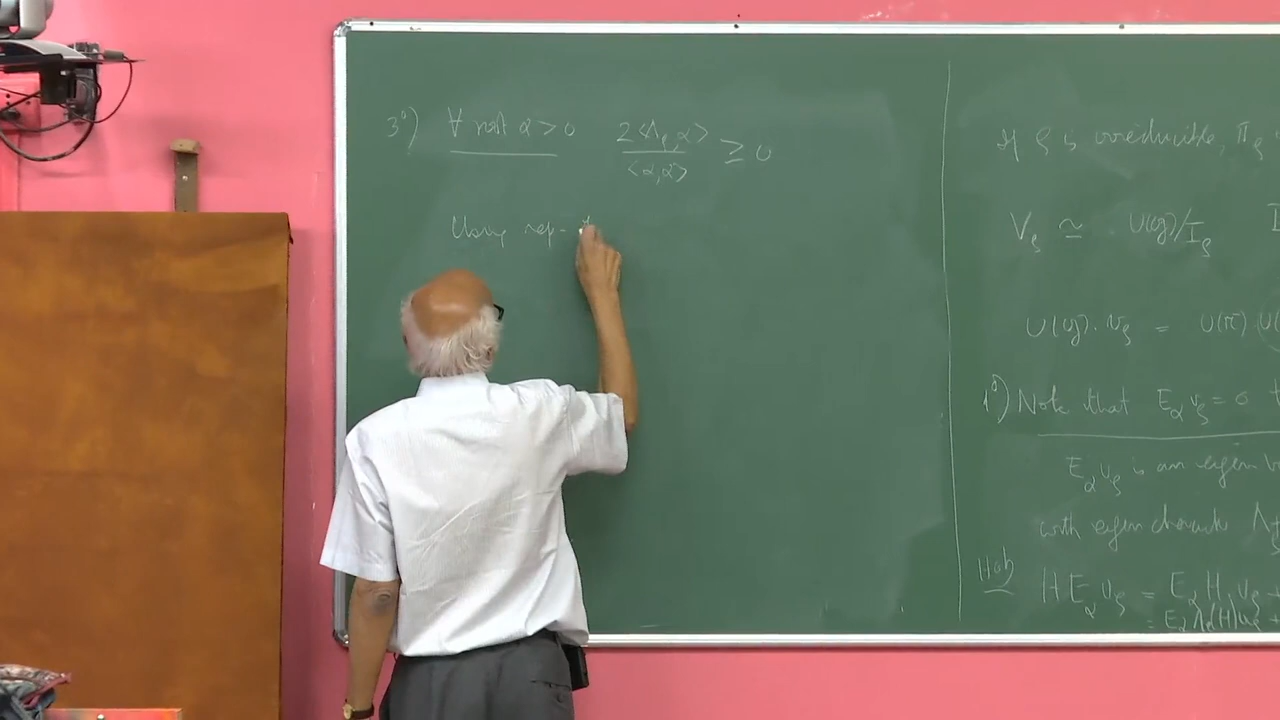 3°) ∀ root α > 0 2<Λ_ρ, α> / <α, α> ≥ 0
Using rep-
If ρ is irreducible, π_ρ
V_ρ ≃ U(g)/I_ρ I
U(g). v_ρ = U(n)(U(
1°) Note that E_α v_ρ = 0
E_α v_ρ is an eigen
with eigen character Λ_ρ
H E_α v_ρ = E_α H. v_ρ +
= E_α Λ_ρ(H) v_ρ +